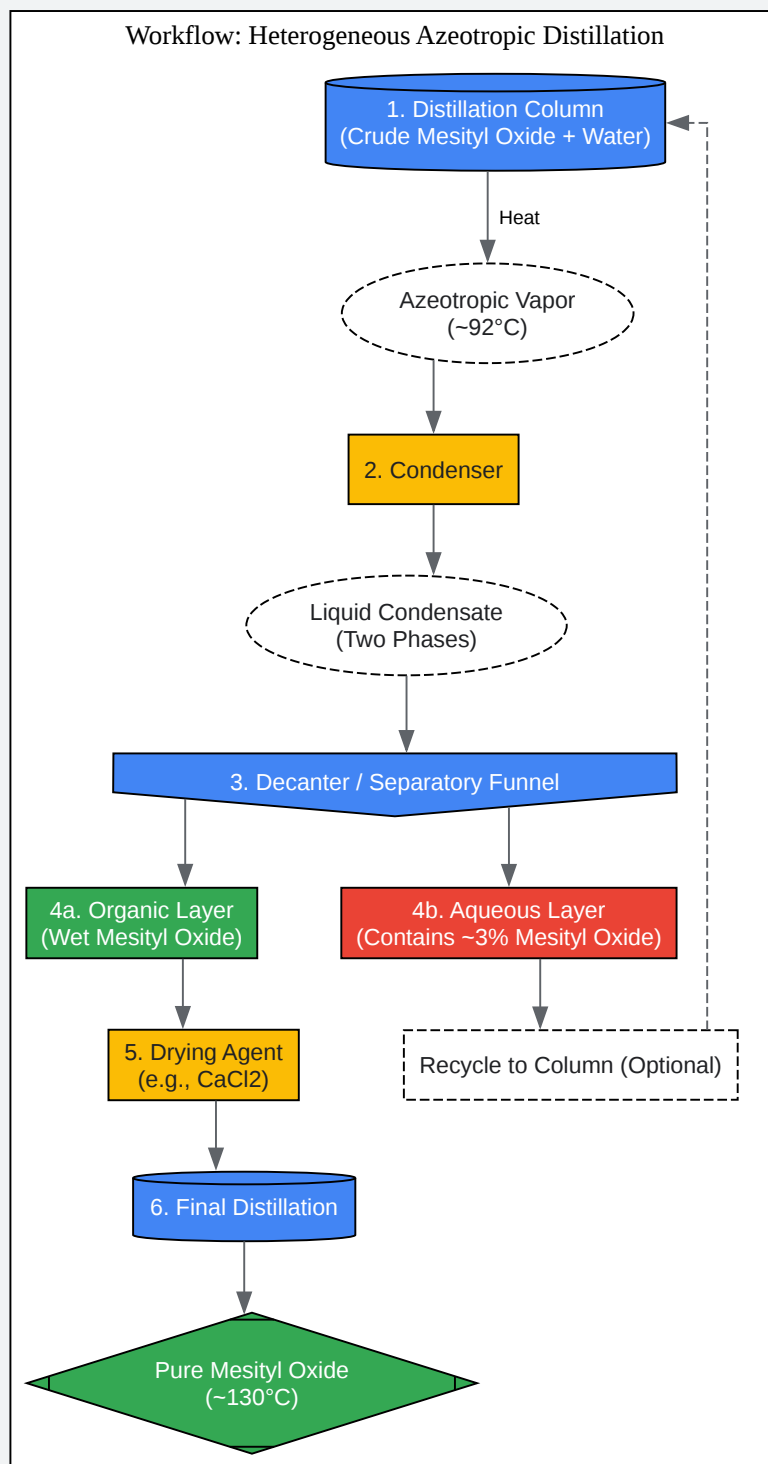 Workflow: Heterogeneous Azeotropic Distillation
1. Distillation Column
(Crude Mesityl Oxide + Water)
Heat
Azeotropic Vapor
(~92°C)
2. Condenser
Liquid Condensate
(Two Phases)
3. Decanter / Separatory Funnel
4a. Organic Layer
(Wet Mesityl Oxide)
4b. Aqueous Layer
(Contains ~3% Mesityl Oxide)
5. Drying Agent
(e.g., CaCl2)
Recycle to Column (Optional)
6. Final Distillation
Pure Mesityl Oxide
(~130°C)